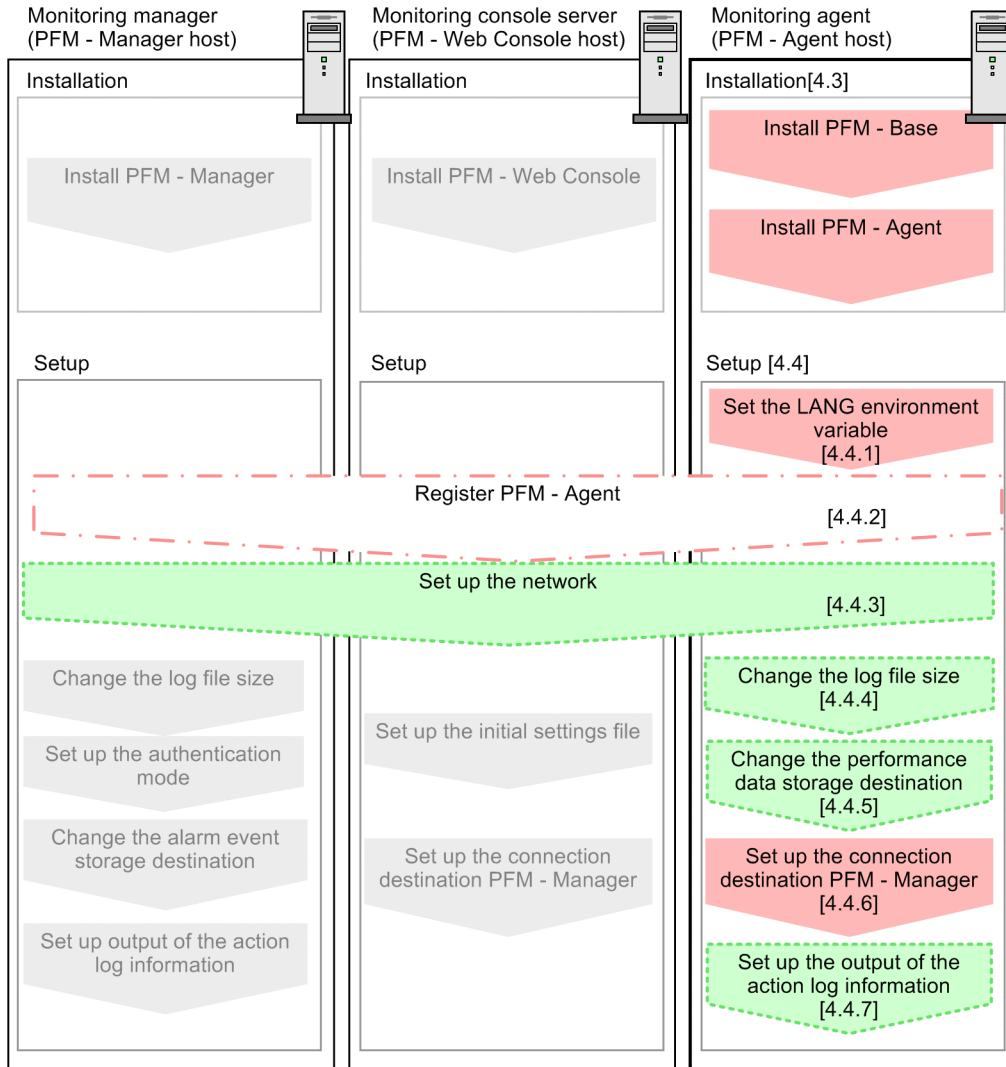 Monitoring manager
(PFM - Manager host)
Monitoring console server
(PFM - Web Console host)
Monitoring agent
(PFM - Agent host)
Installation
Install PFM - Manager
Installation
Install PFM - Web Console
Installation[4.3]
Install PFM - Base
Install PFM - Agent
Setup
Setup
Setup [4.4]
Set the LANG environment
variable
[4.4.1]
Register PFM - Agent
[4.4.2]
Set up the network
[4.4.3]
Change the log file size
Set up the authentication
mode
Change the alarm event
storage destination
Set up output of the action
log information
Set up the initial settings file
Set up the connection
destination PFM - Manager
Change the log file size
[4.4.4]
Change the performance
data storage destination
[4.4.5]
Set up the connection
destination PFM - Manager
[4.4.6]
Set up the output of the
action log information
[4.4.7]